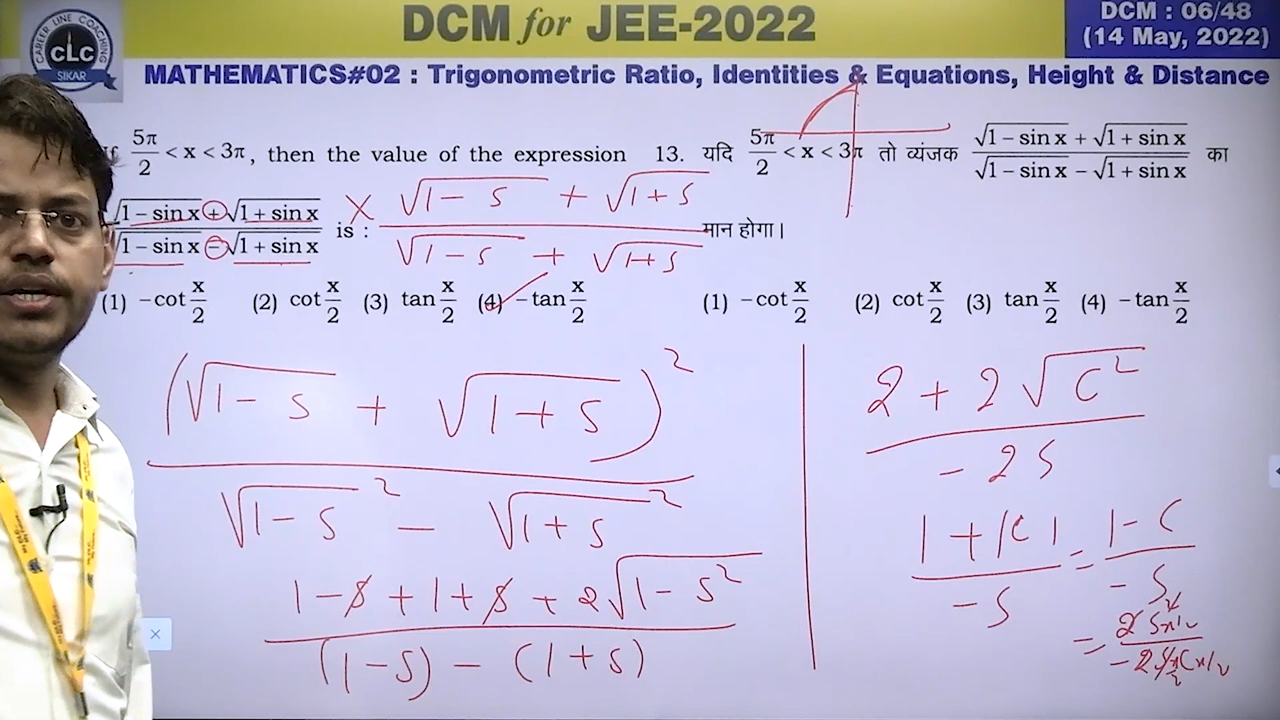 DCM for JEE-2022
DCM : 06/48
(14 May, 2022)
CAREER LINE COACHING
CLC
SIKAR
MATHEMATICS#02 : Trigonometric Ratio, Identities & Equations, Height & Distance
If 5π/2 < x < 3π, then the value of the expression
(√(1 − sin x) + √(1 + sin x))/(√(1 − sin x) − √(1 + sin x)) is :
× (√(1 − S) + √(1 + S))/(√(1 − S) + √(1 + S))
(1) −cot x/2 (2) cot x/2 (3) tan x/2 (4) −tan x/2
13. यदि 5π/2 < x < 3π तो व्यंजक (√(1 − sin x) + √(1 + sin x))/(√(1 − sin x) − √(1 + sin x)) का
मान होगा।
(1) −cot x/2 (2) cot x/2 (3) tan x/2 (4) −tan x/2
(√(1 − S) + √(1 + S))²
√(1 − S)² − √(1 + S)²
1 − S + 1 + S + 2√(1 − S²)
(1 − S) − (1 + S)
2 + 2√(C²)
− 2S
(1 + |C|)/(−S) = (1 − C)/(−S)
= (2 S² x/2)/(−2 S x/2 C x/2)